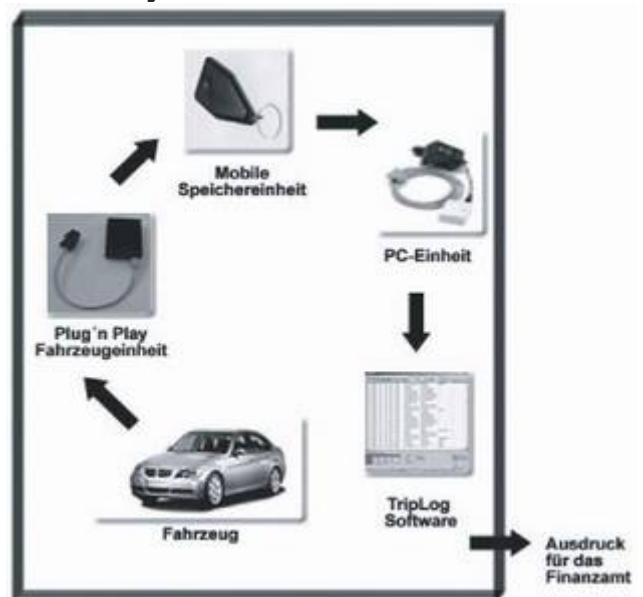 Mobile
Speichereinheit
PC-Einheit
Plug´n Play
Fahrzeugeinheit
TripLog
Software
Fahrzeug
Ausdruck
für das
Finanzamt